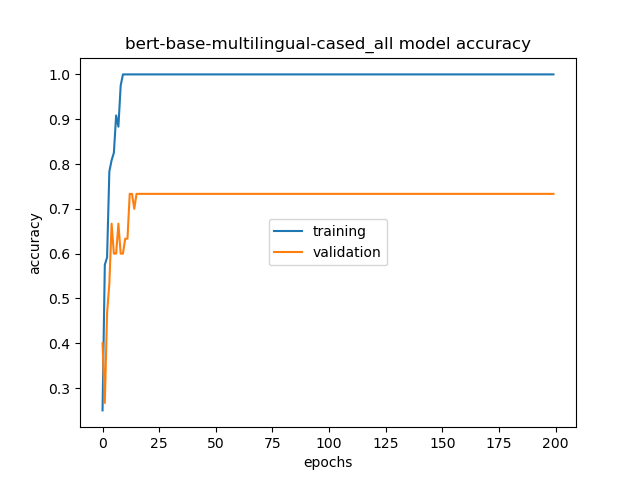 bert-base-multilingual-cased_all model accuracy
1.0
0.9
0.8
0.7
0.6
0.5
0.4
0.3
accuracy
training
validation
0 25 50 75 100 125 150 175 200
epochs